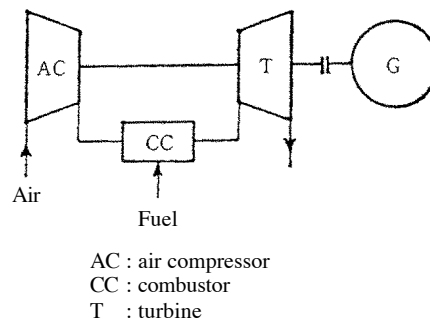 AC
T
G
CC
Air
Fuel
AC : air compressor
CC : combustor
T : turbine